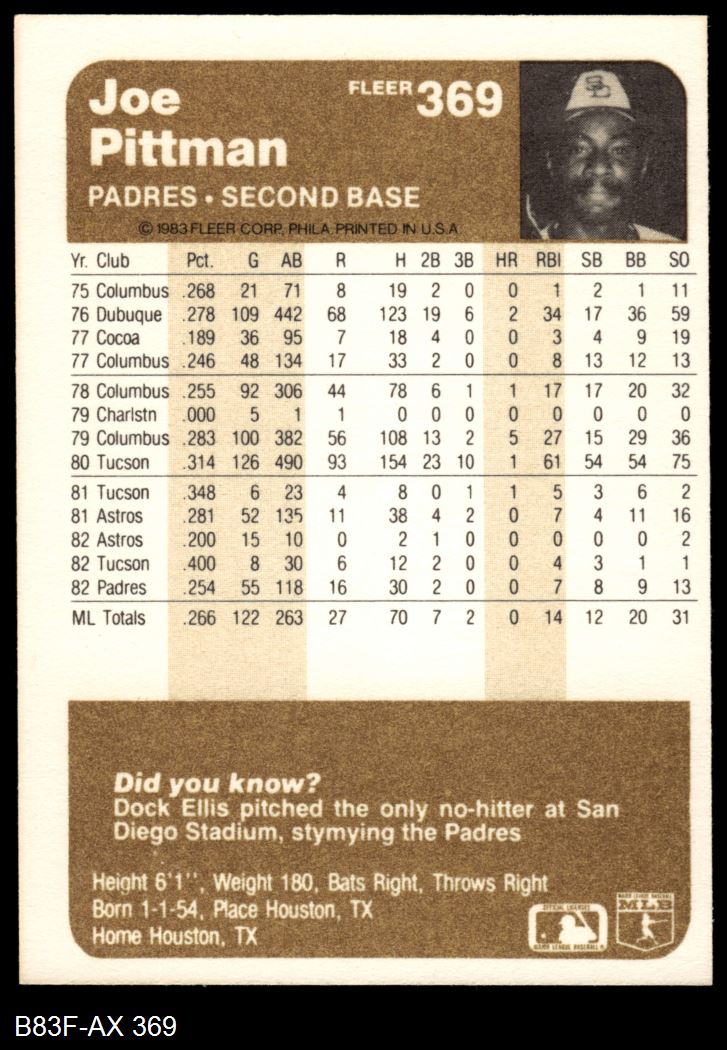 Joe
Pittman
FLEER 369
PADRES • SECOND BASE
© 1983 FLEER CORP. PHILA. PRINTED IN U.S.A.
SD
Yr. Club Pct. G AB R H 2B 3B HR RBI SB BB SO
75 Columbus .268 21 71 8 19 2 0 0 1 2 1 11
76 Dubuque .278 109 442 68 123 19 6 2 34 17 36 59
77 Cocoa .189 36 95 7 18 4 0 0 3 4 9 19
77 Columbus .246 48 134 17 33 2 0 0 8 13 12 13
78 Columbus .255 92 306 44 78 6 1 1 17 17 20 32
79 Charlstn .000 5 1 1 0 0 0 0 0 0 0 0
79 Columbus .283 100 382 56 108 13 2 5 27 15 29 36
80 Tucson .314 126 490 93 154 23 10 1 61 54 54 75
81 Tucson .348 6 23 4 8 0 1 1 5 3 6 2
81 Astros .281 52 135 11 38 4 2 0 7 4 11 16
82 Astros .200 15 10 0 2 1 0 0 0 0 0 2
82 Tucson .400 8 30 6 12 2 0 0 4 3 1 1
82 Padres .254 55 118 16 30 2 0 0 7 8 9 13
ML Totals .266 122 263 27 70 7 2 0 14 12 20 31
Did you know?
Dock Ellis pitched the only no-hitter at San
Diego Stadium, stymying the Padres
Height 6'1'', Weight 180, Bats Right, Throws Right
Born 1-1-54, Place Houston, TX
Home Houston, TX
OFFICIAL LICENSEE
MAJOR LEAGUE BASEBALL
MAJOR LEAGUE BASEBALL
MLB
B83F-AX 369